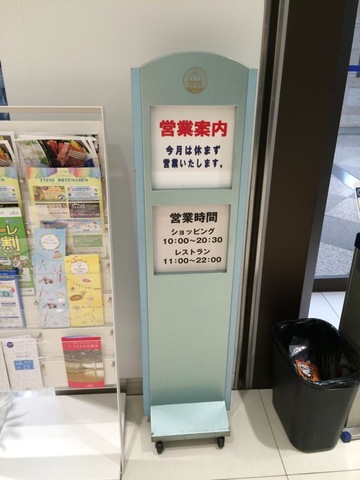 営業案内
今月は休まず
営業いたします。
営業時間
ショッピング
10:00〜20:30
レストラン
11:00〜22:00